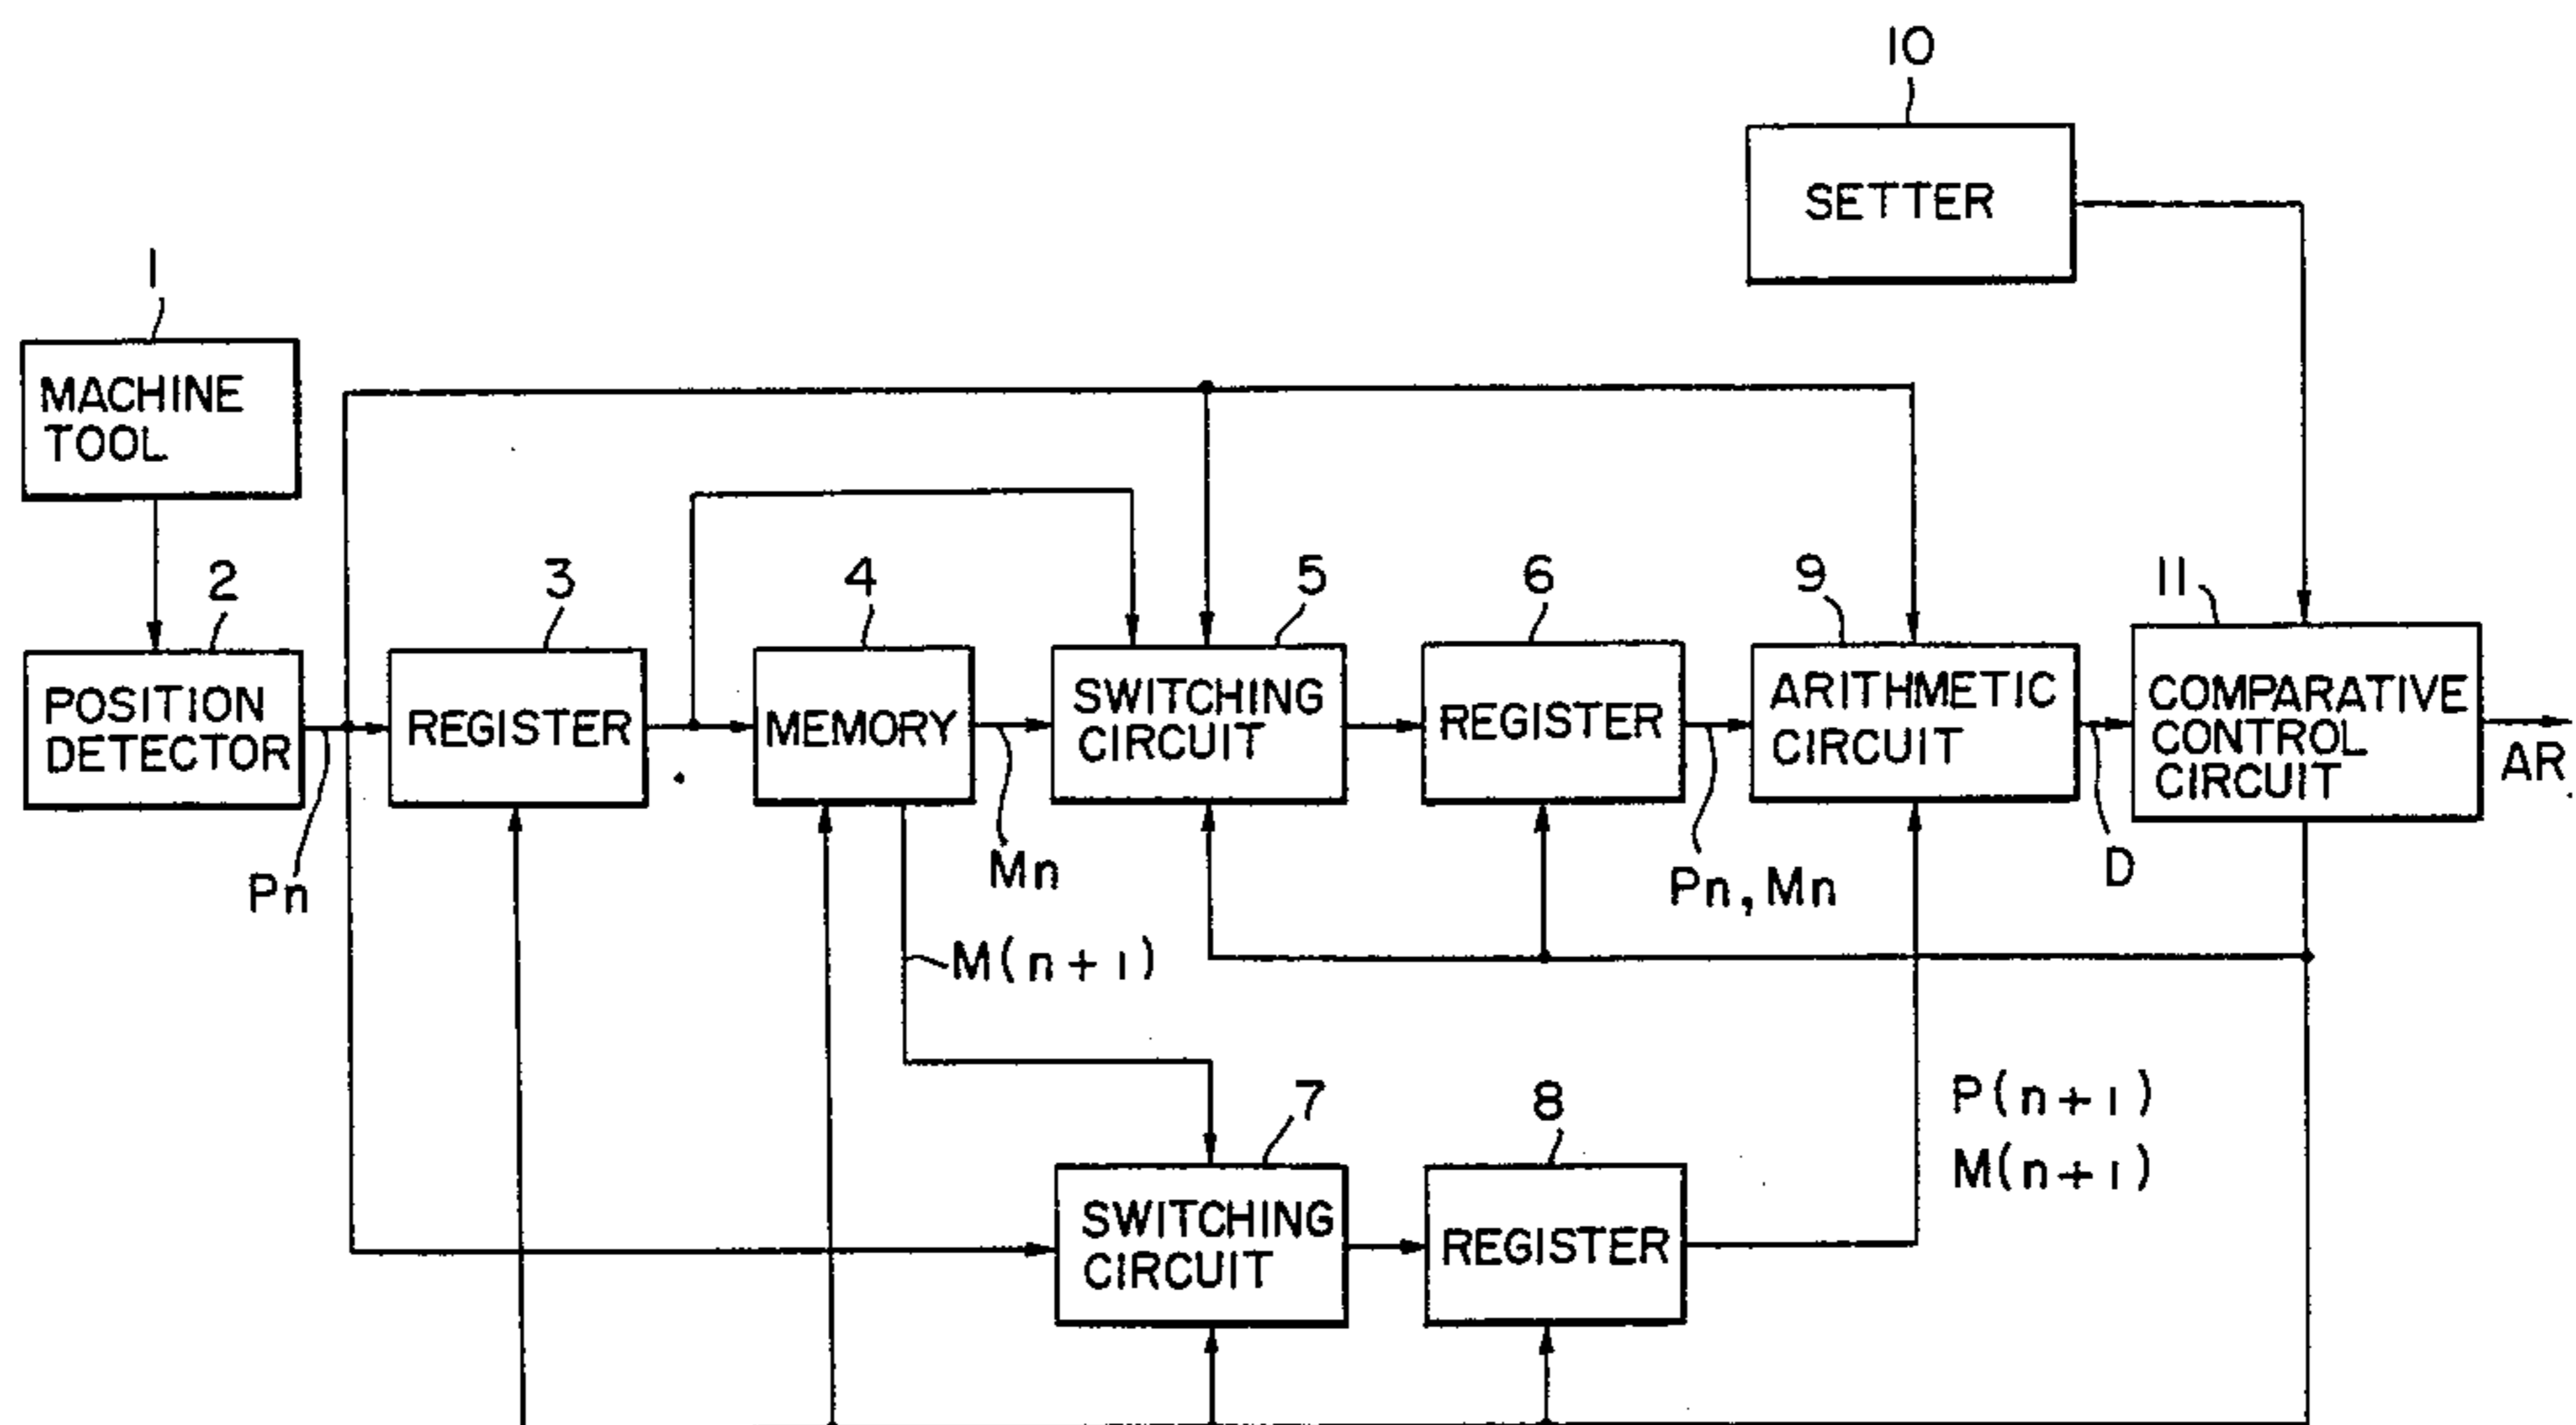 10
SETTER
1
MACHINE
TOOL
2
3
4
5
6
9
11
POSITION
DETECTOR
REGISTER
MEMORY
SWITCHING
CIRCUIT
REGISTER
ARITHMETIC
CIRCUIT
COMPARATIVE
CONTROL
CIRCUIT
AR
Pn
Mn
Pn, Mn
D
M(n+1)
7
8
P(n+1)
M(n+1)
SWITCHING
CIRCUIT
REGISTER